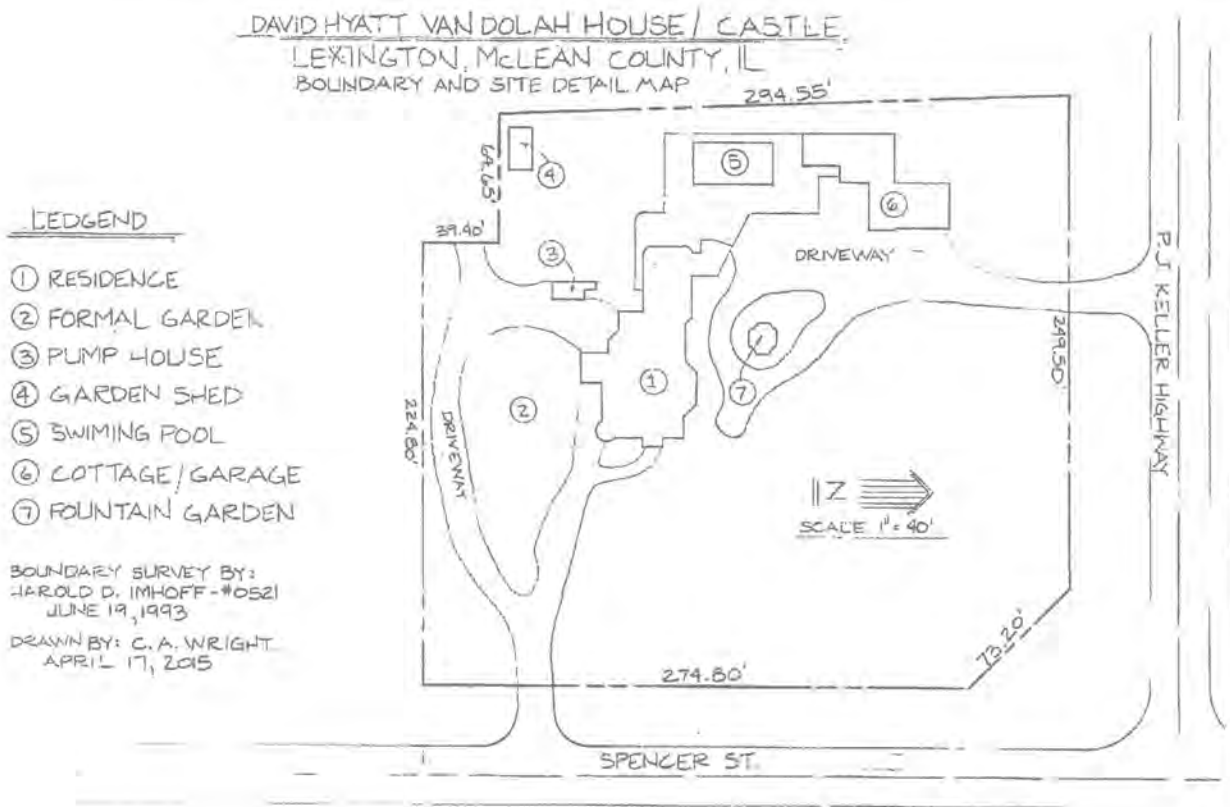 DAVID HYATT VAN DOLAH HOUSE / CASTLE
LEXINGTON, McLEAN COUNTY, IL
BOUNDARY AND SITE DETAIL MAP
LEDGEND
① RESIDENCE
② FORMAL GARDEN
③ PUMP HOUSE
④ GARDEN SHED
⑤ SWIMING POOL
⑥ COTTAGE/GARAGE
⑦ FOUNTAIN GARDEN
BOUNDARY SURVEY BY:
HAROLD D. IMHOFF-#0521
JUNE 19, 1993
DRAWN BY: C. A. WRIGHT
APRIL 17, 2015
294.55'
④
⑤
⑥
39.40'
③
DRIVEWAY
P.J. KELLER HIGHWAY
249.50'
①
②
⑦
224.80'
DRIVEWAY
N
SCALE 1" = 40'
73.20'
274.80'
SPENCER ST.